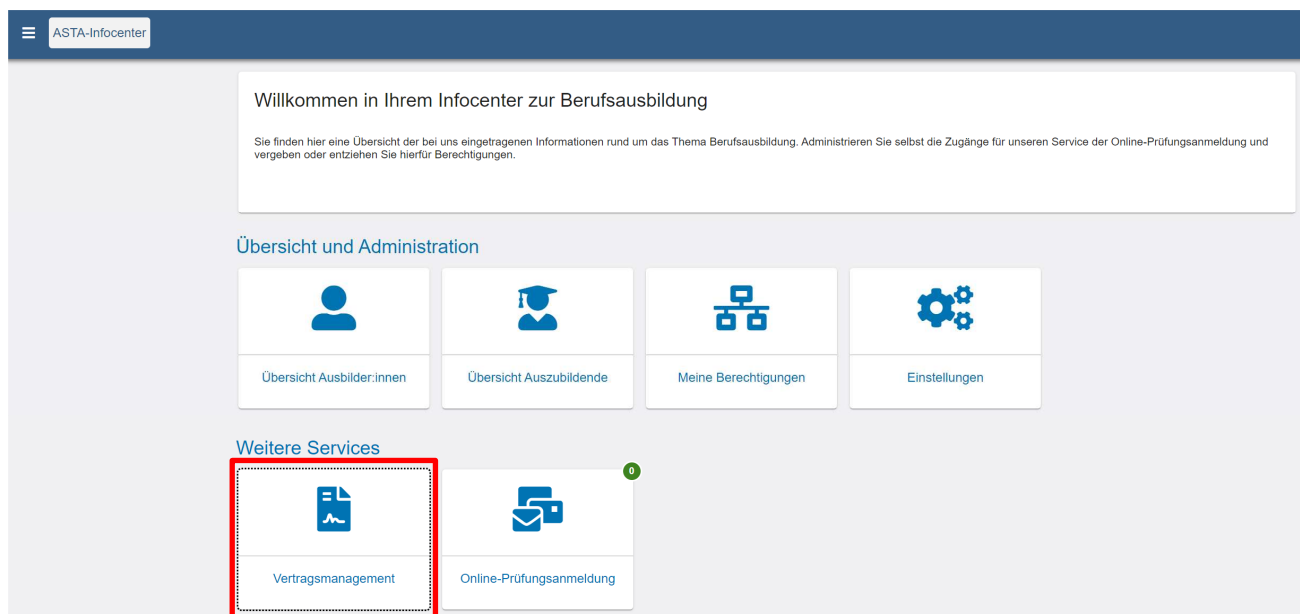 ASTA-Infocenter
Willkommen in Ihrem Infocenter zur Berufsausbildung
Sie finden hier eine Übersicht der bei uns eingetragenen Informationen rund um das Thema Berufsausbildung. Administrieren Sie selbst die Zugänge für unseren Service der Online-Prüfungsanmeldung und
vergeben oder entziehen Sie hierfür Berechtigungen.
Übersicht und Administration
Übersicht Ausbilder:innen
Übersicht Auszubildende
Meine Berechtigungen
Einstellungen
Weitere Services
0
Vertragsmanagement
Online-Prüfungsanmeldung